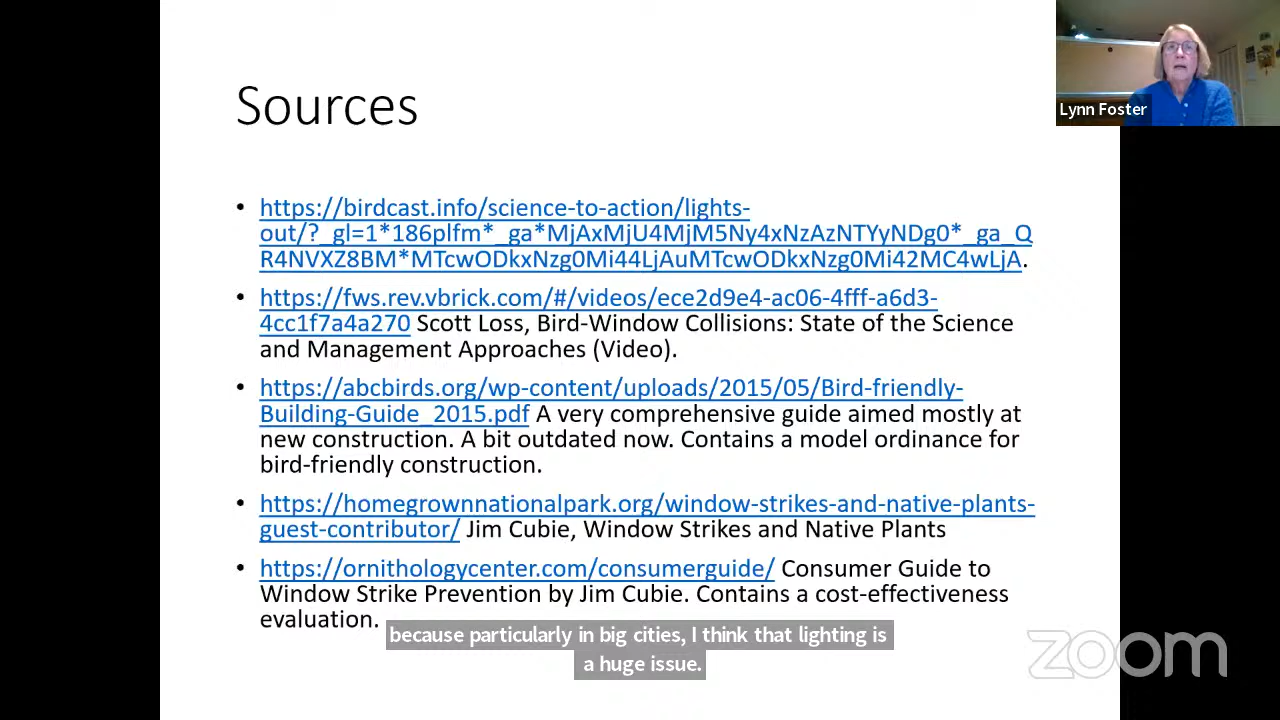 Sources
Lynn Foster
• https://birdcast.info/science-to-action/lights-
out/?_gl=1*186plfm*_ga*MjAxMjU4MjM5Ny4xNzAzNTYyNDg0*_ga_Q
R4NVXZ8BM*MTcwODkxNzg0Mi44LjAuMTcwODkxNzg0Mi42MC4wLjA.
• https://fws.rev.vbrick.com/#/videos/ece2d9e4-ac06-4fff-a6d3-
4cc1f7a4a270 Scott Loss, Bird-Window Collisions: State of the Science
and Management Approaches (Video).
• https://abcbirds.org/wp-content/uploads/2015/05/Bird-friendly-
Building-Guide_2015.pdf A very comprehensive guide aimed mostly at
new construction. A bit outdated now. Contains a model ordinance for
bird-friendly construction.
• https://homegrownnationalpark.org/window-strikes-and-native-plants-
guest-contributor/ Jim Cubie, Window Strikes and Native Plants
• https://ornithologycenter.com/consumerguide/ Consumer Guide to
Window Strike Prevention by Jim Cubie. Contains a cost-effectiveness
evaluation.
because particularly in big cities, I think that lighting is
a huge issue.
zoom